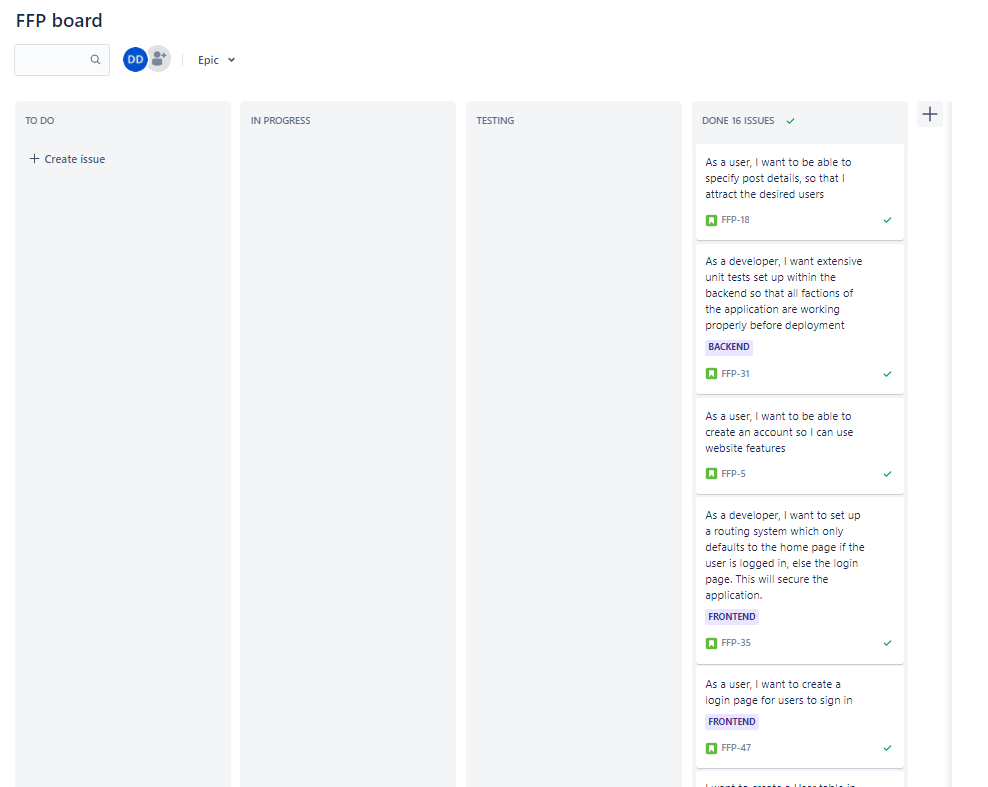 FFP board
DD
Epic
TO DO
IN PROGRESS
TESTING
DONE 16 ISSUES
Create issue
As a user, I want to be able to
specify post details, so that I
attract the desired users
FFP-18
As a developer, I want extensive
unit tests set up within the
backend so that all factions of
the application are working
properly before deployment
BACKEND
FFP-31
As a user, I want to be able to
create an account so I can use
website features
FFP-5
As a developer, I want to set up
a routing system which only
defaults to the home page if the
user is logged in, else the login
page. This will secure the
application.
FRONTEND
FFP-35
As a user, I want to create a
login page for users to sign in
FRONTEND
FFP-47
I want to create a User table in